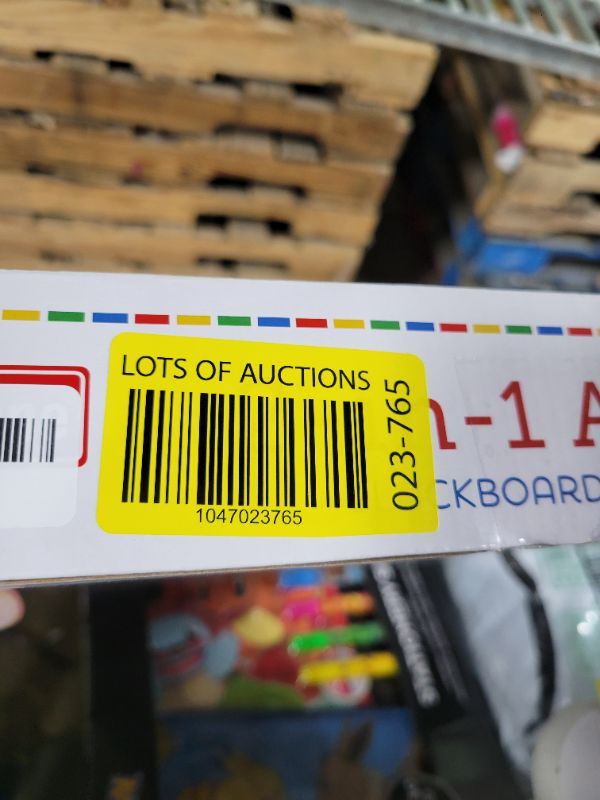 LOTS OF AUCTIONS
1047023765
023-765
n-1 A
CKBOARD